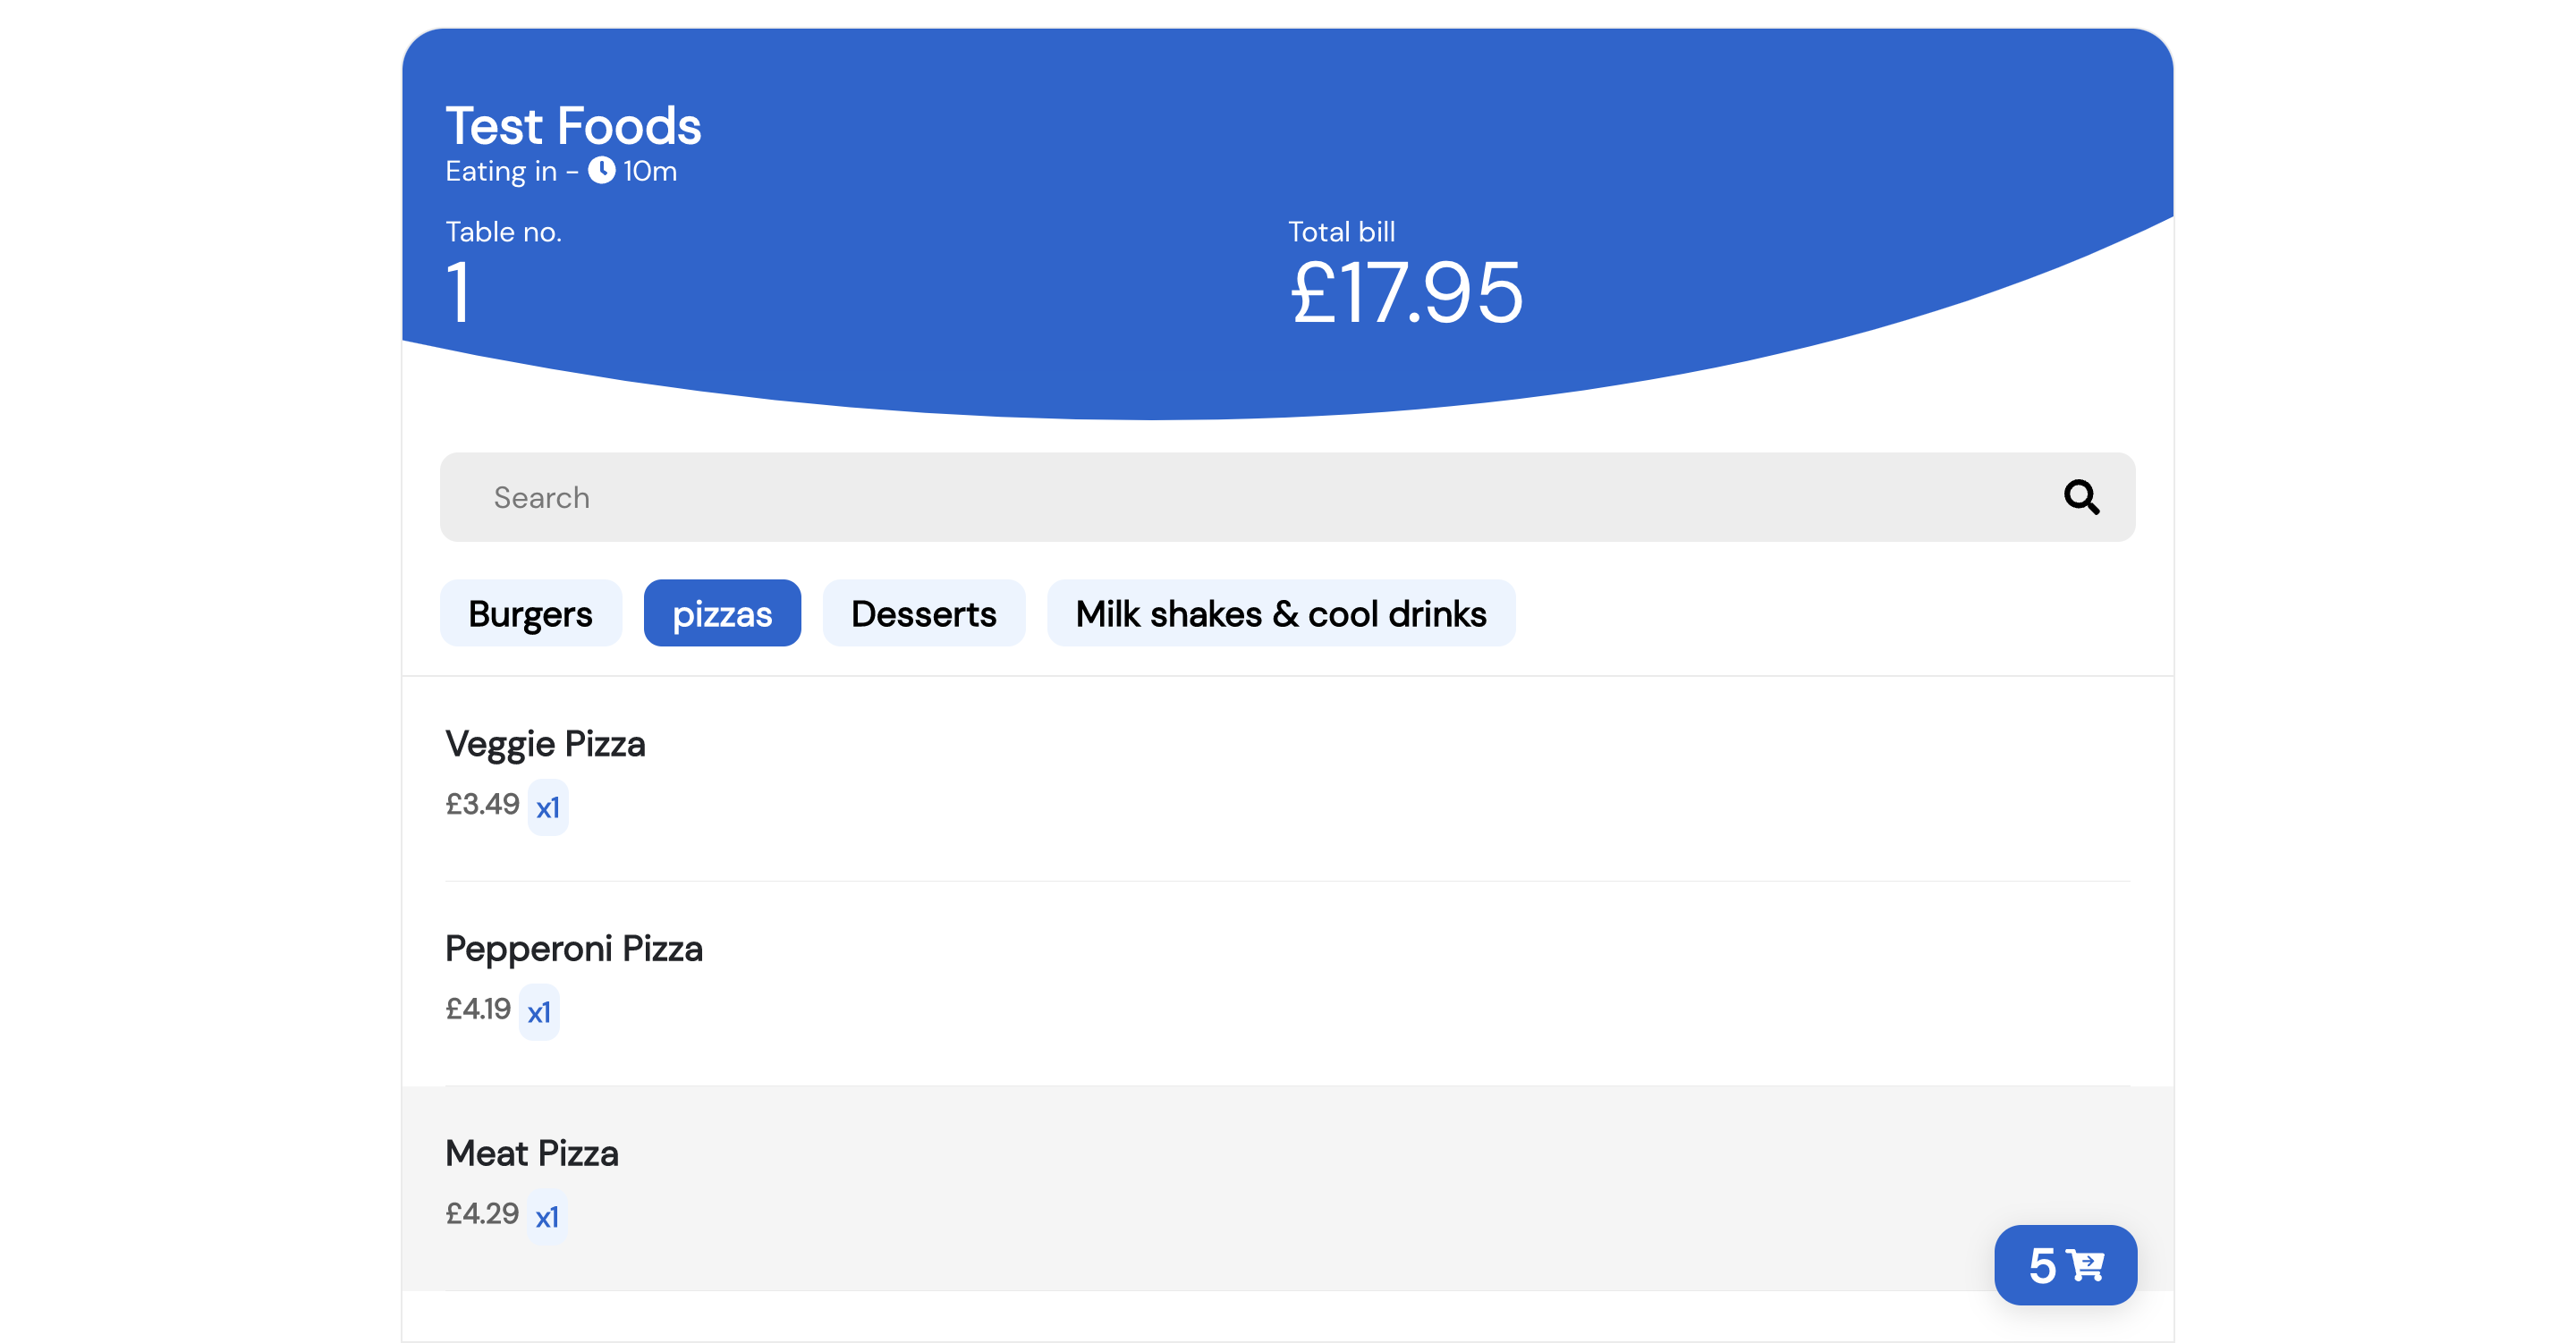 Test Foods
Eating in - 10m
Table no.
1
Total bill
£17.95
Search
Burgers
pizzas
Desserts
Milk shakes & cool drinks
Veggie Pizza
£3.49 x1
Pepperoni Pizza
£4.19 x1
Meat Pizza
£4.29 x1
5